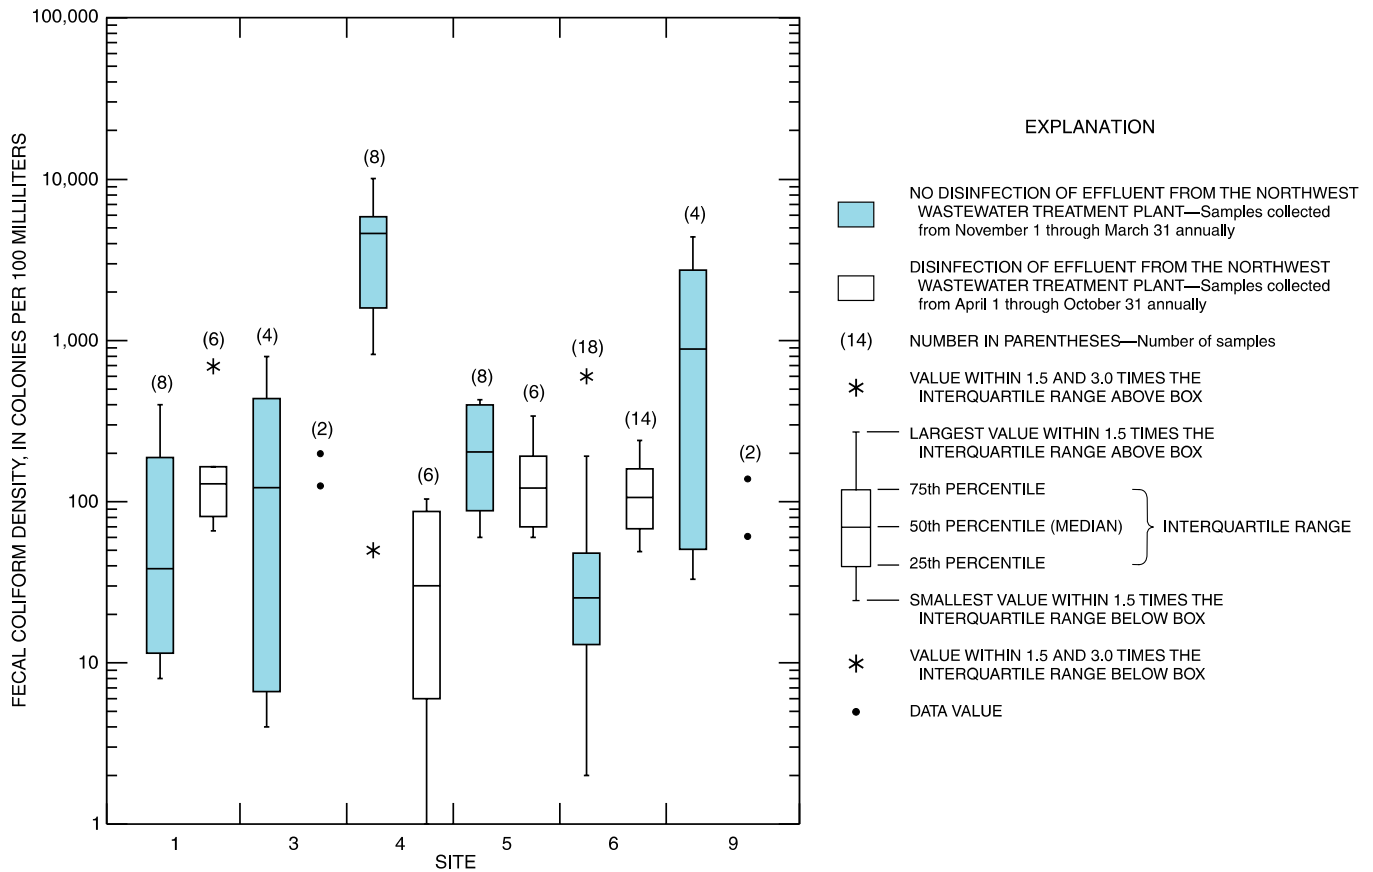 100,000
10,000
1,000
100
10
1
FECAL COLIFORM DENSITY, IN COLONIES PER 100 MILLILITERS
(8)
(6)
(4)
(2)
(8)
(6)
(8)
(6)
(18)
(14)
(4)
(2)
1
3
4
5
6
9
SITE
EXPLANATION
NO DISINFECTION OF EFFLUENT FROM THE NORTHWEST
WASTEWATER TREATMENT PLANT—Samples collected
from November 1 through March 31 annually
DISINFECTION OF EFFLUENT FROM THE NORTHWEST
WASTEWATER TREATMENT PLANT—Samples collected
from April 1 through October 31 annually
(14) NUMBER IN PARENTHESES—Number of samples
VALUE WITHIN 1.5 AND 3.0 TIMES THE
INTERQUARTILE RANGE ABOVE BOX
LARGEST VALUE WITHIN 1.5 TIMES THE
INTERQUARTILE RANGE ABOVE BOX
75th PERCENTILE
50th PERCENTILE (MEDIAN)
INTERQUARTILE RANGE
25th PERCENTILE
SMALLEST VALUE WITHIN 1.5 TIMES THE
INTERQUARTILE RANGE BELOW BOX
VALUE WITHIN 1.5 AND 3.0 TIMES THE
INTERQUARTILE RANGE BELOW BOX
DATA VALUE